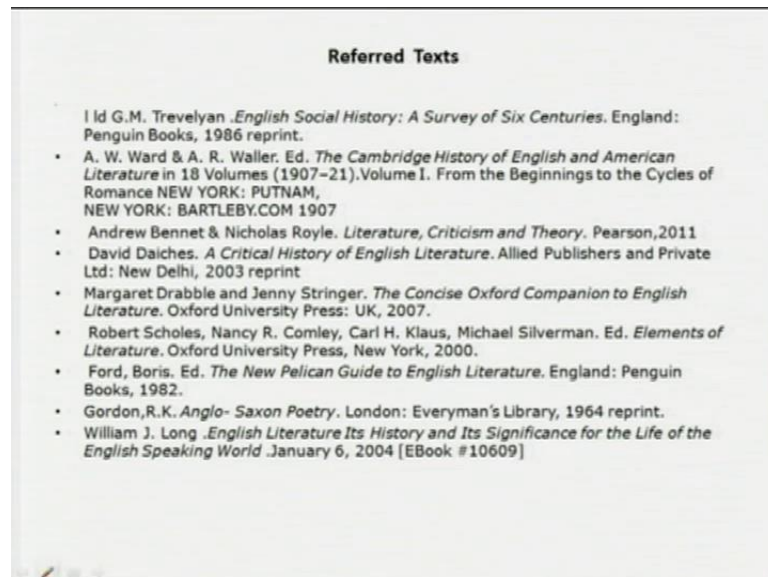 Referred Texts
l ld G.M. Trevelyan .English Social History: A Survey of Six Centuries. England:
Penguin Books, 1986 reprint.
• A. W. Ward & A. R. Waller. Ed. The Cambridge History of English and American
Literature in 18 Volumes (1907–21).Volume I. From the Beginnings to the Cycles of
Romance NEW YORK: PUTNAM,
NEW YORK: BARTLEBY.COM 1907
• Andrew Bennet & Nicholas Royle. Literature, Criticism and Theory. Pearson,2011
• David Daiches. A Critical History of English Literature. Allied Publishers and Private
Ltd: New Delhi, 2003 reprint
• Margaret Drabble and Jenny Stringer. The Concise Oxford Companion to English
Literature. Oxford University Press: UK, 2007.
• Robert Scholes, Nancy R. Comley, Carl H. Klaus, Michael Silverman. Ed. Elements of
Literature. Oxford University Press, New York, 2000.
• Ford, Boris. Ed. The New Pelican Guide to English Literature. England: Penguin
Books, 1982.
• Gordon,R.K. Anglo- Saxon Poetry. London: Everyman's Library, 1964 reprint.
• William J. Long .English Literature Its History and Its Significance for the Life of the
English Speaking World .January 6, 2004 [EBook #10609]